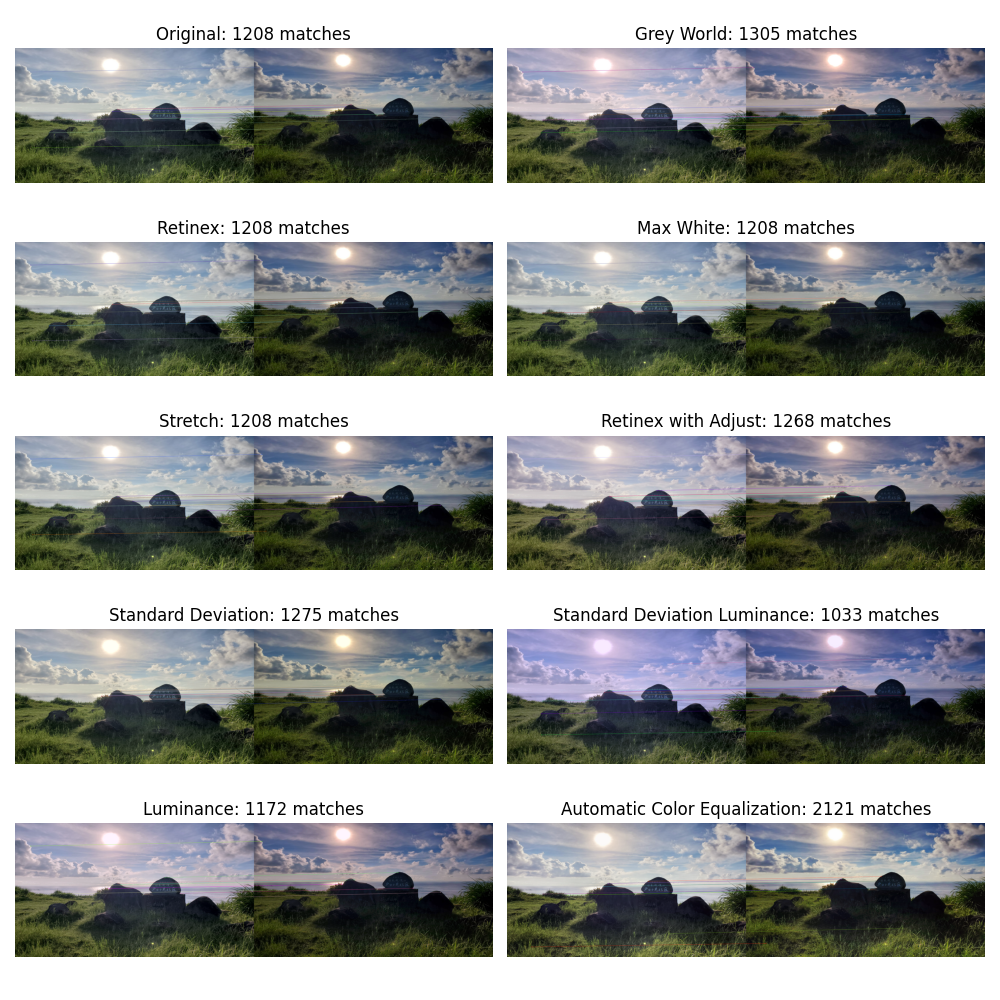 Original: 1208 matches
Grey World: 1305 matches
Retinex: 1208 matches
Max White: 1208 matches
Stretch: 1208 matches
Retinex with Adjust: 1268 matches
Standard Deviation: 1275 matches
Standard Deviation Luminance: 1033 matches
Luminance: 1172 matches
Automatic Color Equalization: 2121 matches